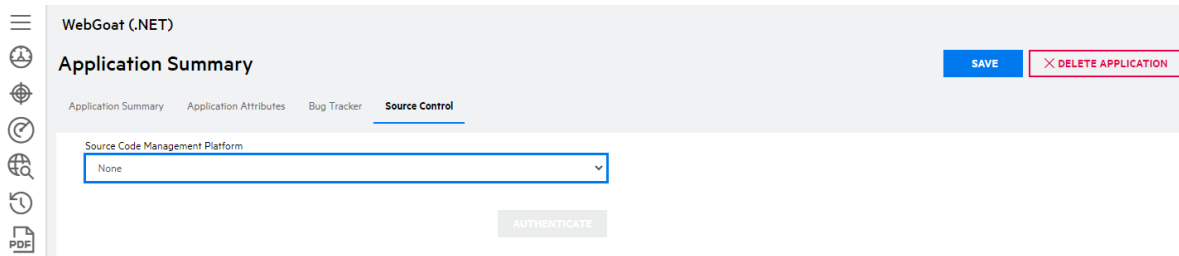 WebGoat (.NET)
Application Summary
SAVE
DELETE APPLICATION
Application Summary Application Attributes Bug Tracker Source Control
Source Code Management Platform
None
AUTHENTICATE
PDF